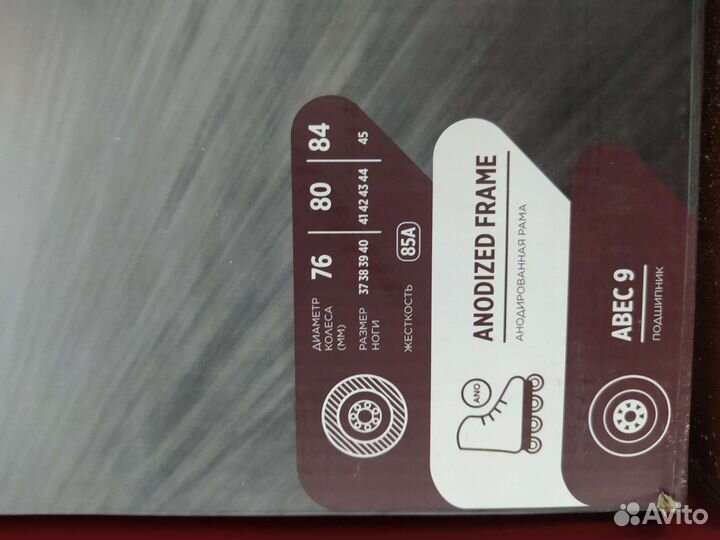 ДИАМЕТР
КОЛЕСА
(ММ)
76 80 84
РАЗМЕР
НОГИ
37 38 39 40 41 42 43 44 45
ЖЕСТКОСТЬ 85A
ANO
ANODIZED FRAME
АНОДИРОВАННАЯ РАМА
ABEC 9
ПОДШИПНИК
Avito